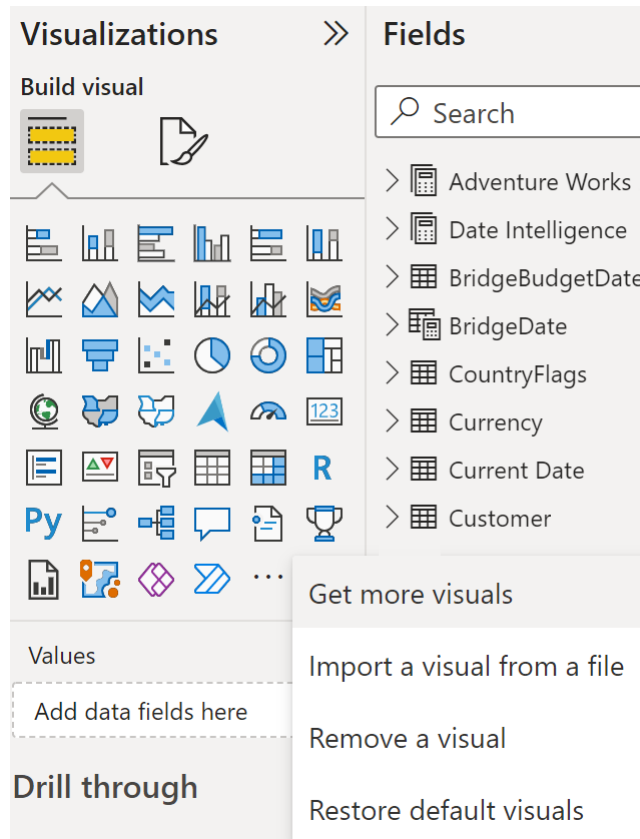 Visualizations
Build visual
123
R
Py
Values
Add data fields here
Drill through
Fields
Search
Adventure Works
Date Intelligence
BridgeBudgetDate
BridgeDate
CountryFlags
Currency
Current Date
Customer
Get more visuals
Import a visual from a file
Remove a visual
Restore default visuals